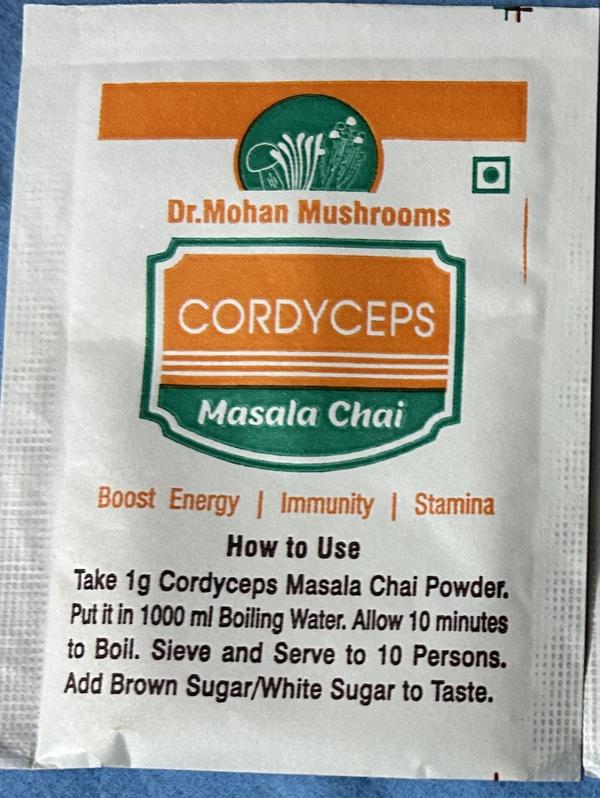 Dr.Mohan Mushrooms
CORDYCEPS
Masala Chai
Boost Energy | Immunity | Stamina
How to Use
Take 1g Cordyceps Masala Chai Powder.
Put it in 1000 ml Boiling Water. Allow 10 minutes
to Boil. Sieve and Serve to 10 Persons.
Add Brown Sugar/White Sugar to Taste.